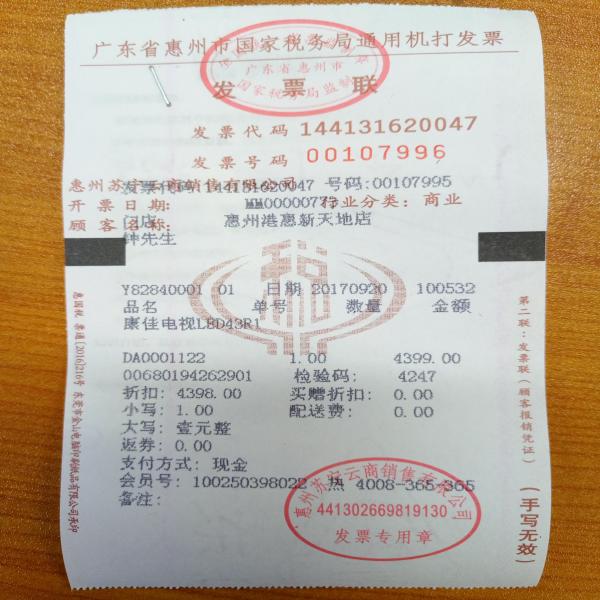 广东省惠州市国家税务局通用机打发票
广东省惠州市
国家税务局监制
发票联
发票代码 144131620047
发票号码 00107996
惠州苏宁云商销售有限公司
发票代码:144131620047 号码:00107995
开票日期: 行业分类: 商业
顾客名称:
门店 惠州港惠新天地店
钟先生
Y82840001 01 日期 20170920 100532
品名 单号 数量 金额
康佳电视LED43R1
DA0001122 1.00 4399.00
00680194262901 检验码: 4247
折扣: 4398.00 买赠折扣: 0.00
小写: 1.00 配送费: 0.00
大写: 壹元整
返券: 0.00
支付方式: 现金
会员号: 100250398022 热 4008-365-365
备注:
惠州苏宁云商销售有限公司
441302669819130
发票专用章
第二联:发票联(顾客报销凭证)
(手写无效)